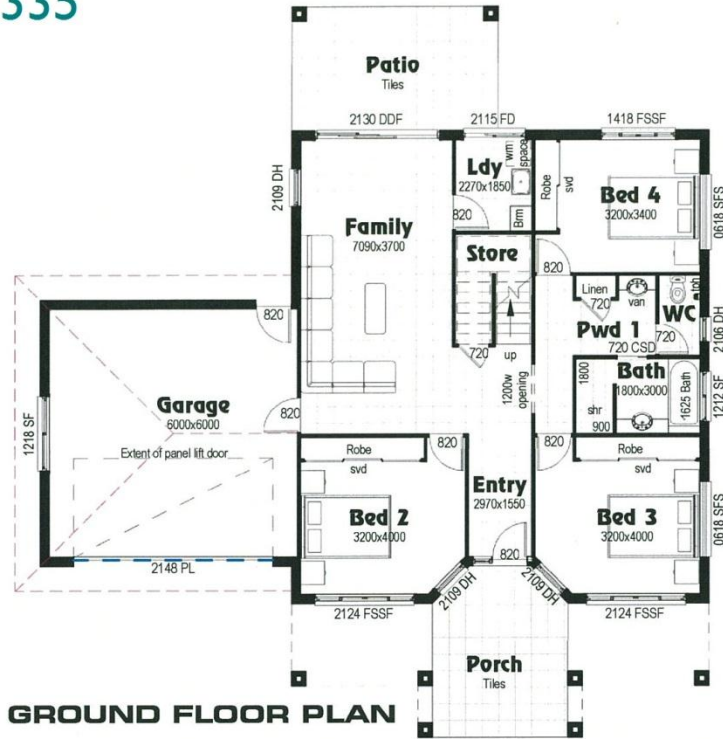 335
Patio
Tiles
2130 DDF
2115 FD
1418 FSSF
2109 DH
Ldy
2270x1850
wm space
Brm
820
Robe
svd
Bed 4
3200x3400
0618 SFS
Family
7090x3700
Store
820
820
Linen
720
van
WC
tph
2106 DH
Pwd 1
720 CSD
720
720
up
1200w opening
Bath
1800x3000
1800
shr
900
1625 Bath
1212 SF
Garage
6000x6000
820
1218 SF
Extent of panel lift door
2148 PL
Robe
svd
820
820
Robe
svd
Bed 2
3200x4000
Entry
2970x1550
Bed 3
3200x4000
0618 SFS
820
2109 DH
2109 DH
2124 FSSF
2124 FSSF
Porch
Tiles
GROUND FLOOR PLAN